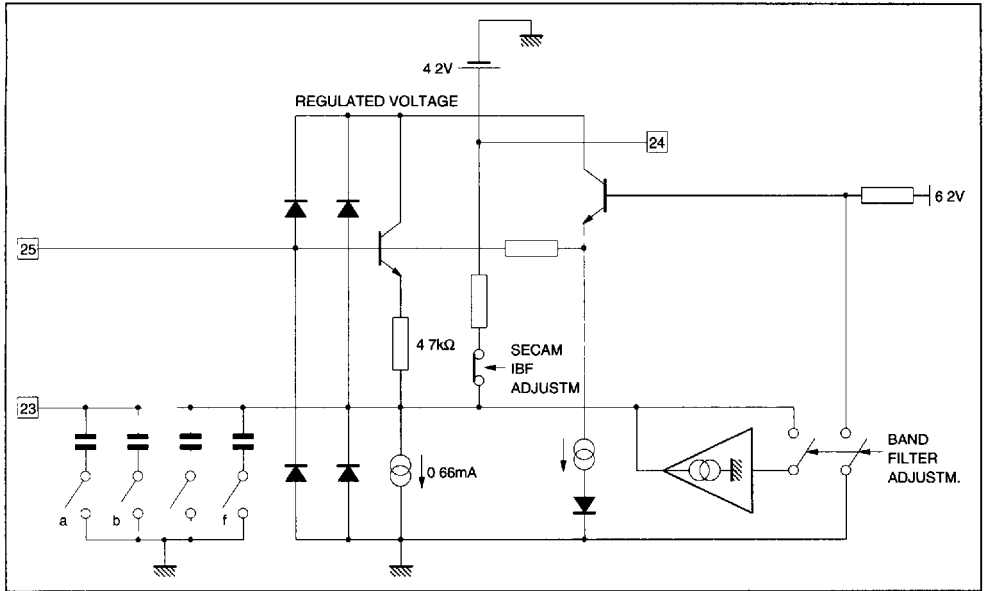 4 2V
REGULATED VOLTAGE
24
6 2V
25
4 7kΩ
SECAM
IBF
ADJUSTM
23
BAND
FILTER
ADJUSTM.
0 66mA
a
b
f